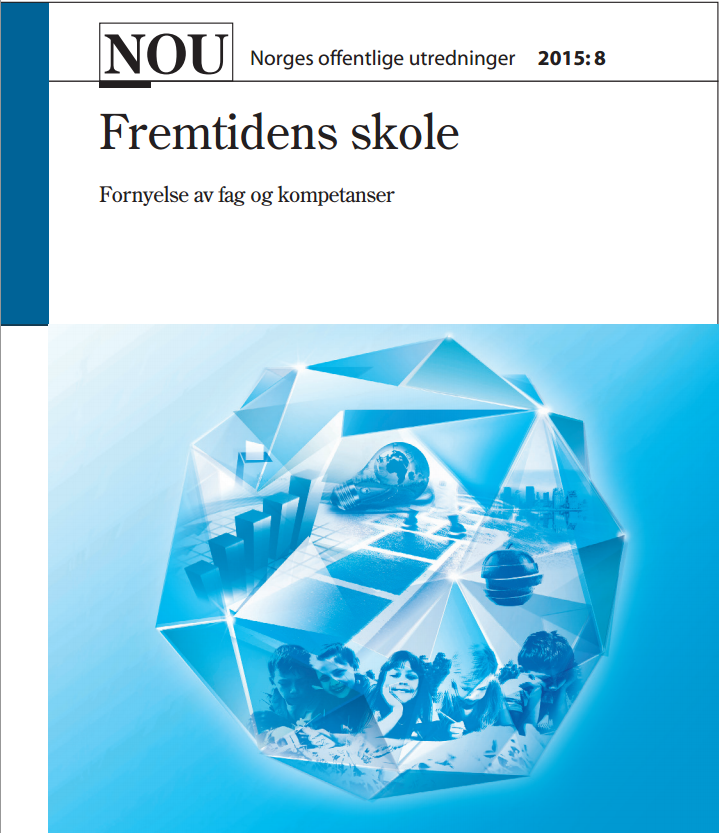 NOU Norges offentlige utredninger 2015: 8
Fremtidens skole
Fornyelse av fag og kompetanser